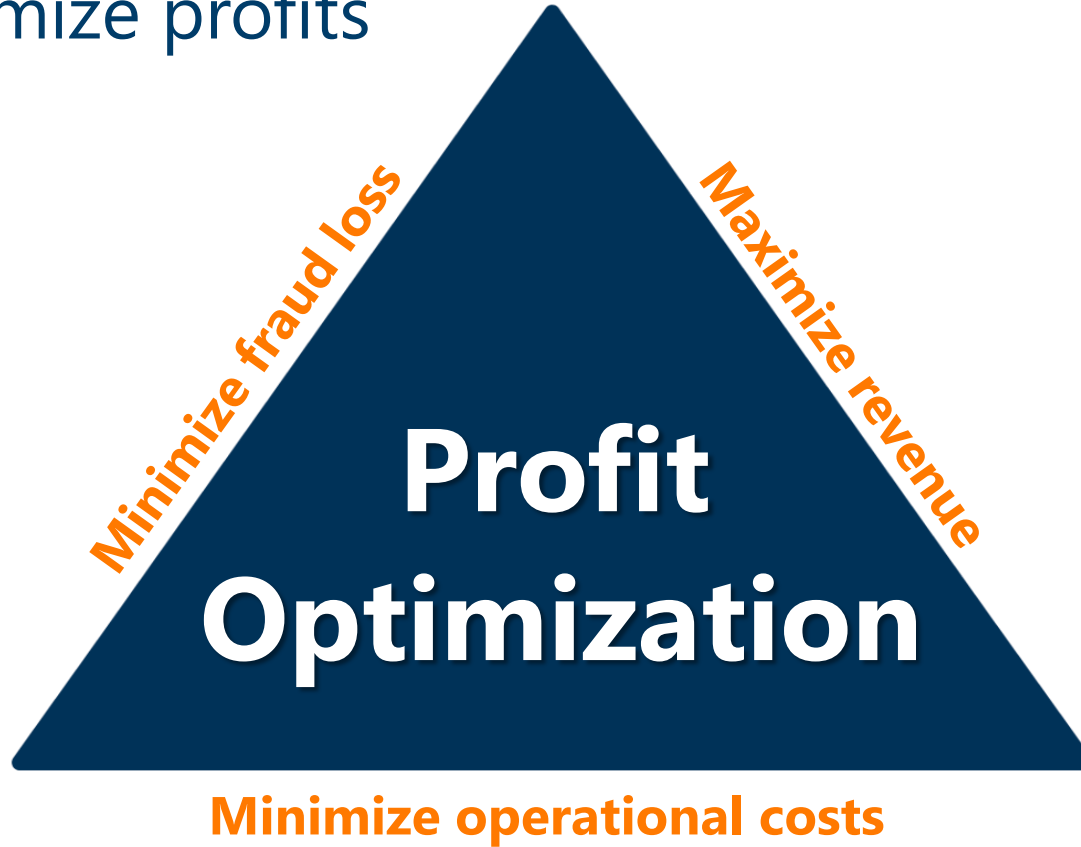 mize profits
Minimize fraud loss
Maximize revenue
Profit
Optimization
Minimize operational costs